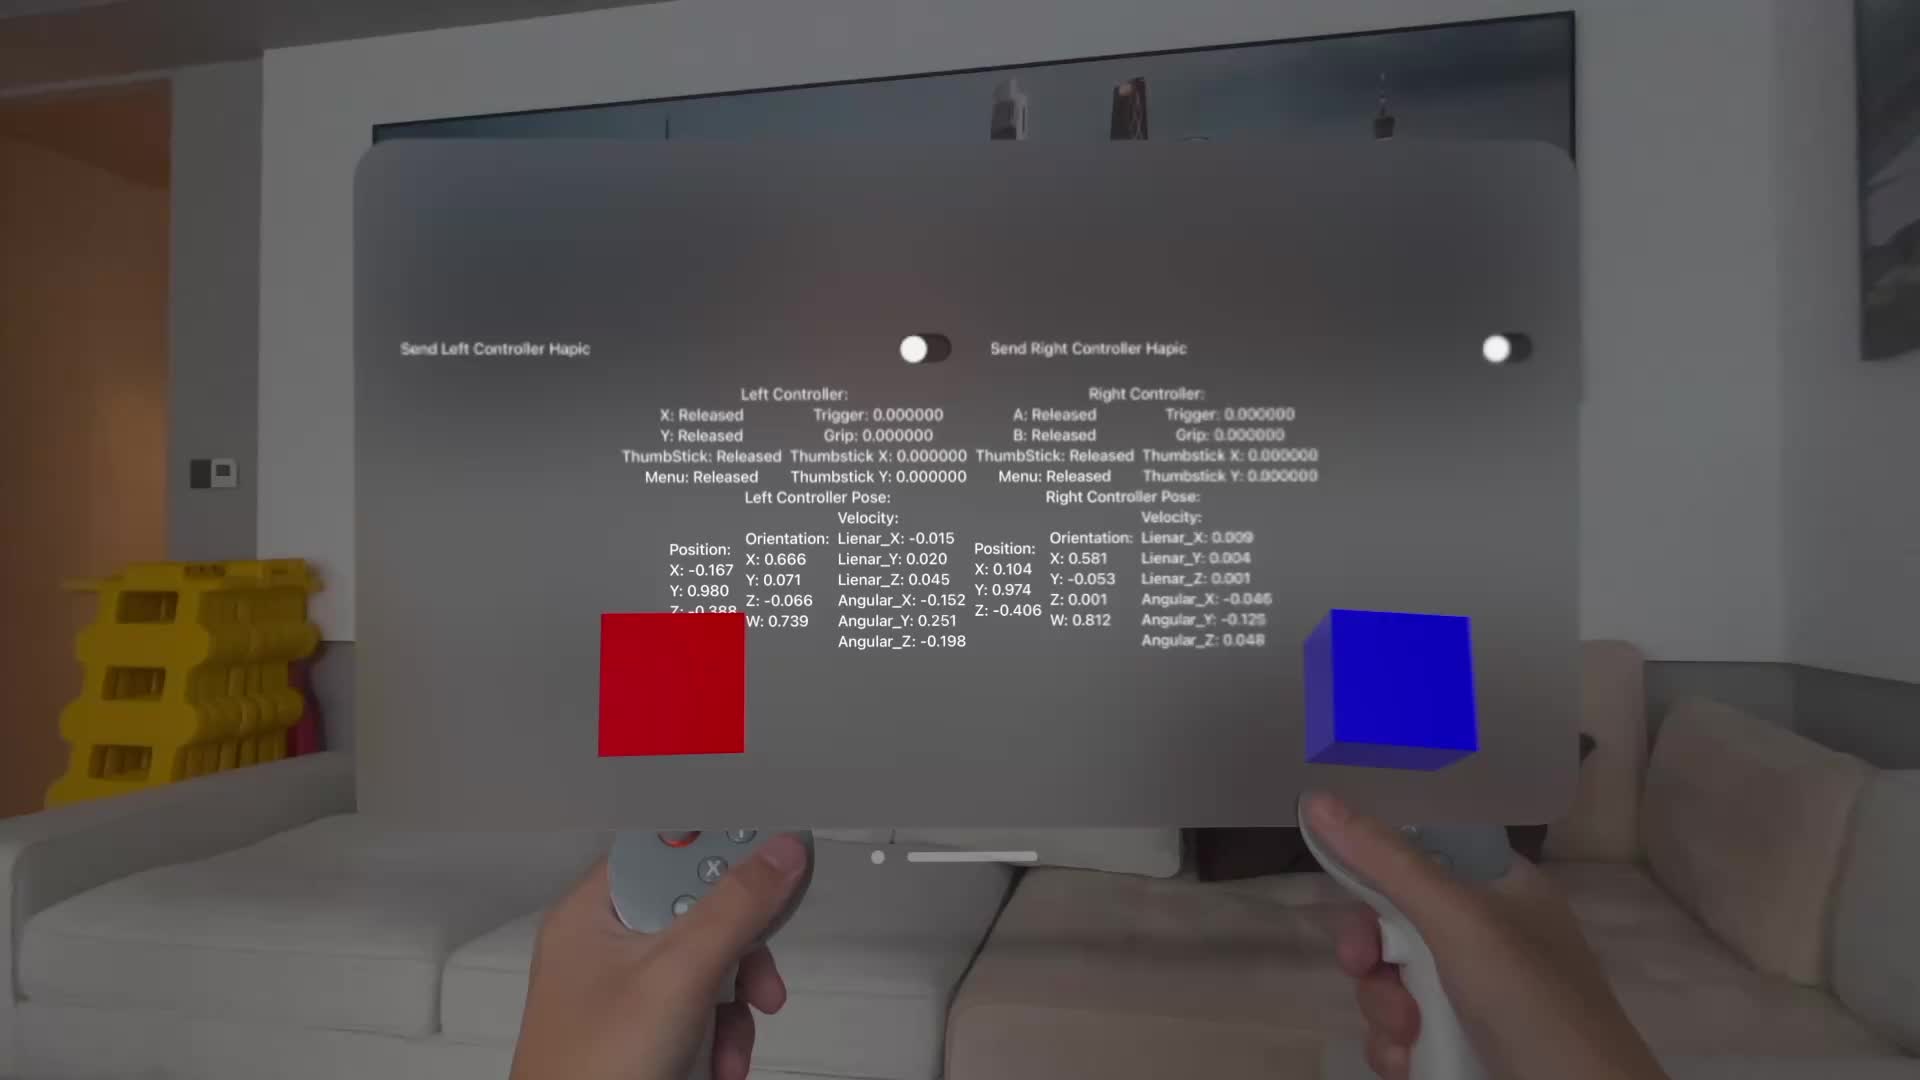 Send Left Controller Hapic
Send Right Controller Hapic
Left Controller:
X: Released Trigger: 0.000000
Y: Released Grip: 0.000000
ThumbStick: Released Thumbstick X: 0.000000
Menu: Released Thumbstick Y: 0.000000
Left Controller Pose:
Position:
X: -0.167
Y: 0.980
Z: -0.388
Orientation:
X: 0.666
Y: 0.071
Z: -0.066
W: 0.739
Velocity:
Lienar_X: -0.015
Lienar_Y: 0.020
Lienar_Z: 0.045
Angular_X: -0.152
Angular_Y: 0.251
Angular_Z: -0.198
Right Controller:
A: Released Trigger: 0.000000
B: Released Grip: 0.000000
ThumbStick: Released Thumbstick X: 0.000000
Menu: Released Thumbstick Y: 0.000000
Right Controller Pose:
Position:
X: 0.104
Y: 0.974
Z: -0.406
Orientation:
X: 0.581
Y: -0.053
Z: 0.001
W: 0.812
Velocity:
Lienar_X: 0.009
Lienar_Y: 0.004
Lienar_Z: 0.001
Angular_X: -0.046
Angular_Y: -0.125
Angular_Z: 0.048
X